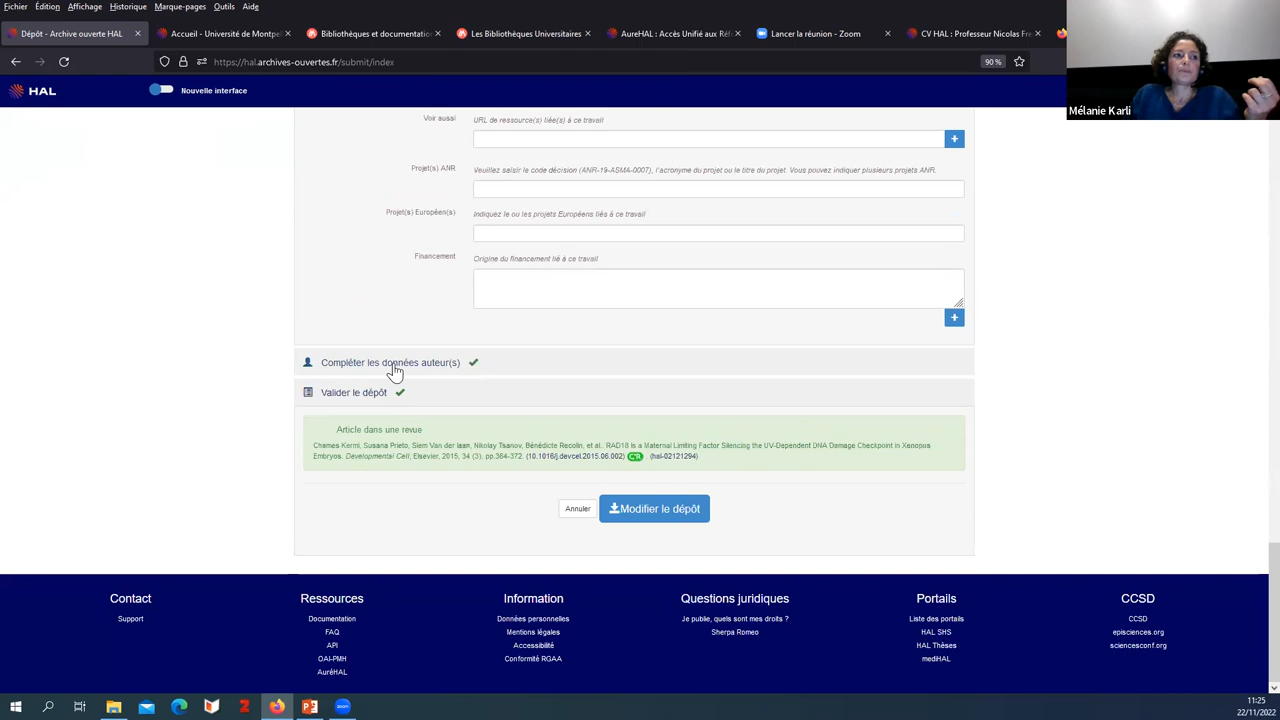 Fichier Édition Affichage Historique Marque-pages Outils Aide
Dépôt - Archive ouverte HAL
Accueil - Université de Montpel
Bibliothèques et documentation
Les Bibliothèques Universitaires
AureHAL : Accès Unifié aux Réf
Lancer la réunion - Zoom
CV HAL : Professeur Nicolas Fre
https://hal.archives-ouvertes.fr/submit/index
90 %
Mélanie Karli
HAL
Nouvelle interface
Voir aussi
URL de ressource(s) liée(s) à ce travail
+
Projet(s) ANR
Veuillez saisir le code décision (ANR-19-ASMA-0007), l'acronyme du projet ou le titre du projet. Vous pouvez indiquer plusieurs projets ANR.
Projet(s) Européen(s)
Indiquez le ou les projets Européens liés à ce travail
Financement
Origine du financement lié à ce travail
+
Compléter les données auteur(s)
Valider le dépôt
Article dans une revue
Chames Kermi, Susana Prieto, Siem Van der laan, Nikolay Tsanov, Bénédicte Recolin, et al.. RAD18 Is a Maternal Limiting Factor Silencing the UV-Dependent DNA Damage Checkpoint in Xenopus
Embryos. Developmental Cell, Elsevier, 2015, 34 (3), pp.364-372. ⟨10.1016/j.devcel.2015.06.002⟩ . ⟨hal-02121294⟩
Annuler
Modifier le dépôt
Contact
Support
Ressources
Documentation
FAQ
API
OAI-PMH
AuréHAL
Information
Données personnelles
Mentions légales
Accessibilité
Conformité RGAA
Questions juridiques
Je publie, quels sont mes droits ?
Sherpa Romeo
Portails
Liste des portails
HAL SHS
HAL Thèses
mediHAL
CCSD
CCSD
episciences.org
sciencesconf.org
11:25
22/11/2022